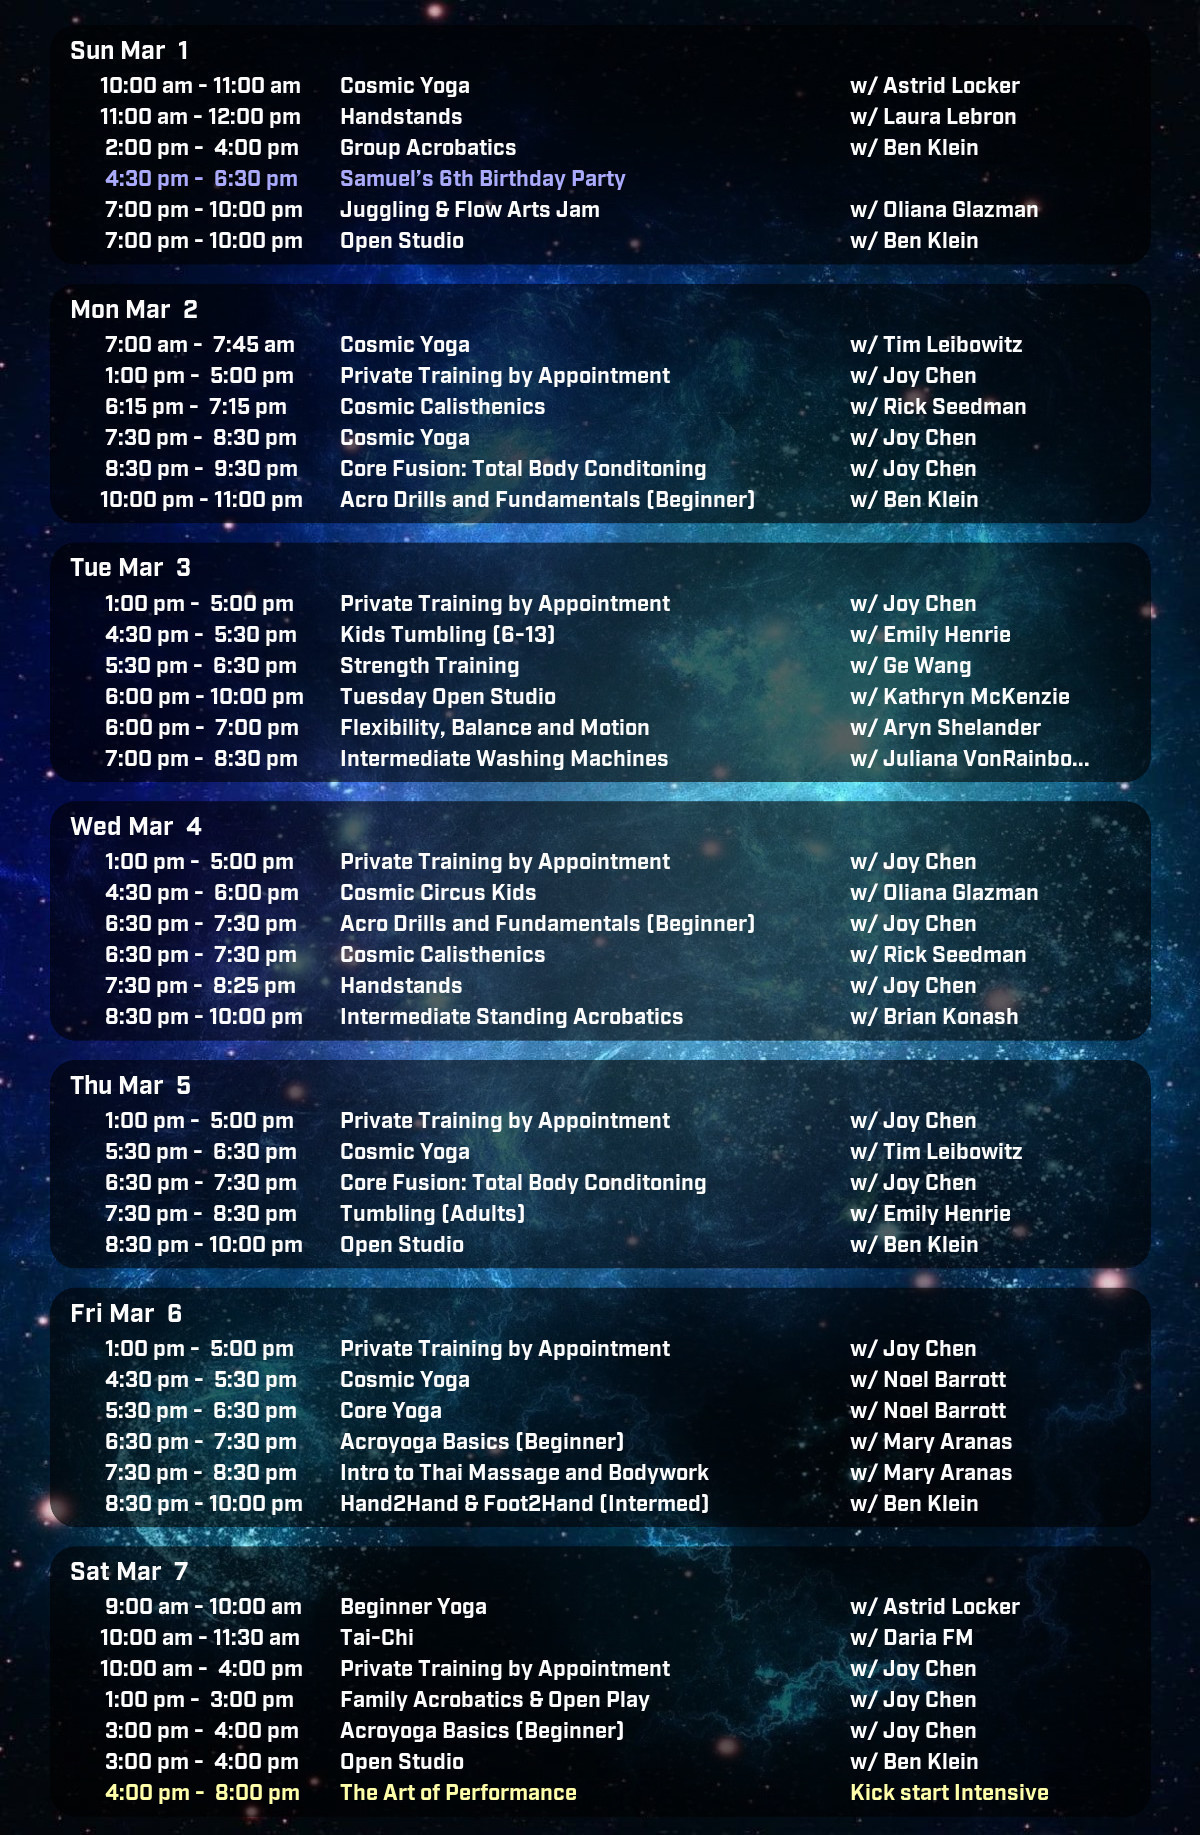 Sun Mar 1
10:00 am - 11:00 am Cosmic Yoga w/ Astrid Locker
11:00 am - 12:00 pm Handstands w/ Laura Lebron
2:00 pm - 4:00 pm Group Acrobatics w/ Ben Klein
4:30 pm - 6:30 pm Samuel's 6th Birthday Party
7:00 pm - 10:00 pm Juggling & Flow Arts Jam w/ Oliana Glazman
7:00 pm - 10:00 pm Open Studio w/ Ben Klein
Mon Mar 2
7:00 am - 7:45 am Cosmic Yoga w/ Tim Leibowitz
1:00 pm - 5:00 pm Private Training by Appointment w/ Joy Chen
6:15 pm - 7:15 pm Cosmic Calisthenics w/ Rick Seedman
7:30 pm - 8:30 pm Cosmic Yoga w/ Joy Chen
8:30 pm - 9:30 pm Core Fusion: Total Body Conditoning w/ Joy Chen
10:00 pm - 11:00 pm Acro Drills and Fundamentals (Beginner) w/ Ben Klein
Tue Mar 3
1:00 pm - 5:00 pm Private Training by Appointment w/ Joy Chen
4:30 pm - 5:30 pm Kids Tumbling (6-13) w/ Emily Henrie
5:30 pm - 6:30 pm Strength Training w/ Ge Wang
6:00 pm - 10:00 pm Tuesday Open Studio w/ Kathryn McKenzie
6:00 pm - 7:00 pm Flexibility, Balance and Motion w/ Aryn Shelander
7:00 pm - 8:30 pm Intermediate Washing Machines w/ Juliana VonRainbo...
Wed Mar 4
1:00 pm - 5:00 pm Private Training by Appointment w/ Joy Chen
4:30 pm - 6:00 pm Cosmic Circus Kids w/ Oliana Glazman
6:30 pm - 7:30 pm Acro Drills and Fundamentals (Beginner) w/ Joy Chen
6:30 pm - 7:30 pm Cosmic Calisthenics w/ Rick Seedman
7:30 pm - 8:25 pm Handstands w/ Joy Chen
8:30 pm - 10:00 pm Intermediate Standing Acrobatics w/ Brian Konash
Thu Mar 5
1:00 pm - 5:00 pm Private Training by Appointment w/ Joy Chen
5:30 pm - 6:30 pm Cosmic Yoga w/ Tim Leibowitz
6:30 pm - 7:30 pm Core Fusion: Total Body Conditoning w/ Joy Chen
7:30 pm - 8:30 pm Tumbling (Adults) w/ Emily Henrie
8:30 pm - 10:00 pm Open Studio w/ Ben Klein
Fri Mar 6
1:00 pm - 5:00 pm Private Training by Appointment w/ Joy Chen
4:30 pm - 5:30 pm Cosmic Yoga w/ Noel Barrott
5:30 pm - 6:30 pm Core Yoga w/ Noel Barrott
6:30 pm - 7:30 pm Acroyoga Basics (Beginner) w/ Mary Aranas
7:30 pm - 8:30 pm Intro to Thai Massage and Bodywork w/ Mary Aranas
8:30 pm - 10:00 pm Hand2Hand & Foot2Hand (Intermed) w/ Ben Klein
Sat Mar 7
9:00 am - 10:00 am Beginner Yoga w/ Astrid Locker
10:00 am - 11:30 am Tai-Chi w/ Daria FM
10:00 am - 4:00 pm Private Training by Appointment w/ Joy Chen
1:00 pm - 3:00 pm Family Acrobatics & Open Play w/ Joy Chen
3:00 pm - 4:00 pm Acroyoga Basics (Beginner) w/ Joy Chen
3:00 pm - 4:00 pm Open Studio w/ Ben Klein
4:00 pm - 8:00 pm The Art of Performance Kick start Intensive